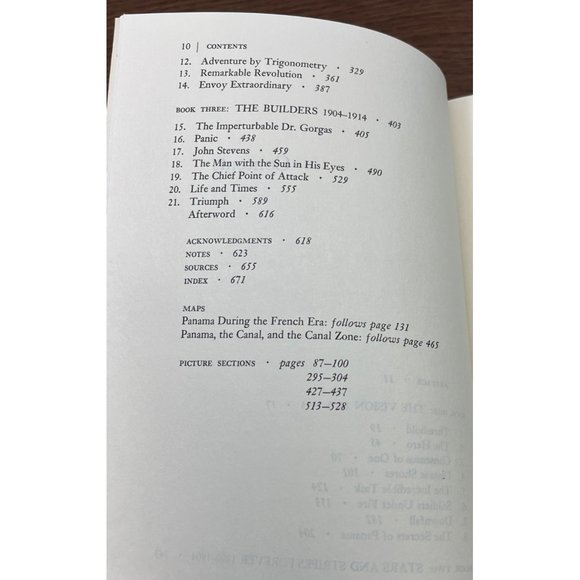 10 | CONTENTS
12. Adventure by Trigonometry • 329
13. Remarkable Revolution • 361
14. Envoy Extraordinary • 387
BOOK THREE: THE BUILDERS 1904–1914 • 403
15. The Imperturbable Dr. Gorgas • 405
16. Panic • 438
17. John Stevens • 459
18. The Man with the Sun in His Eyes • 490
19. The Chief Point of Attack • 529
20. Life and Times • 555
21. Triumph • 589
Afterword • 616
ACKNOWLEDGMENTS • 618
NOTES • 623
SOURCES • 655
INDEX • 671
MAPS
Panama During the French Era: follows page 131
Panama, the Canal, and the Canal Zone: follows page 465
PICTURE SECTIONS • pages 87–100
295–304
427–437
513–528